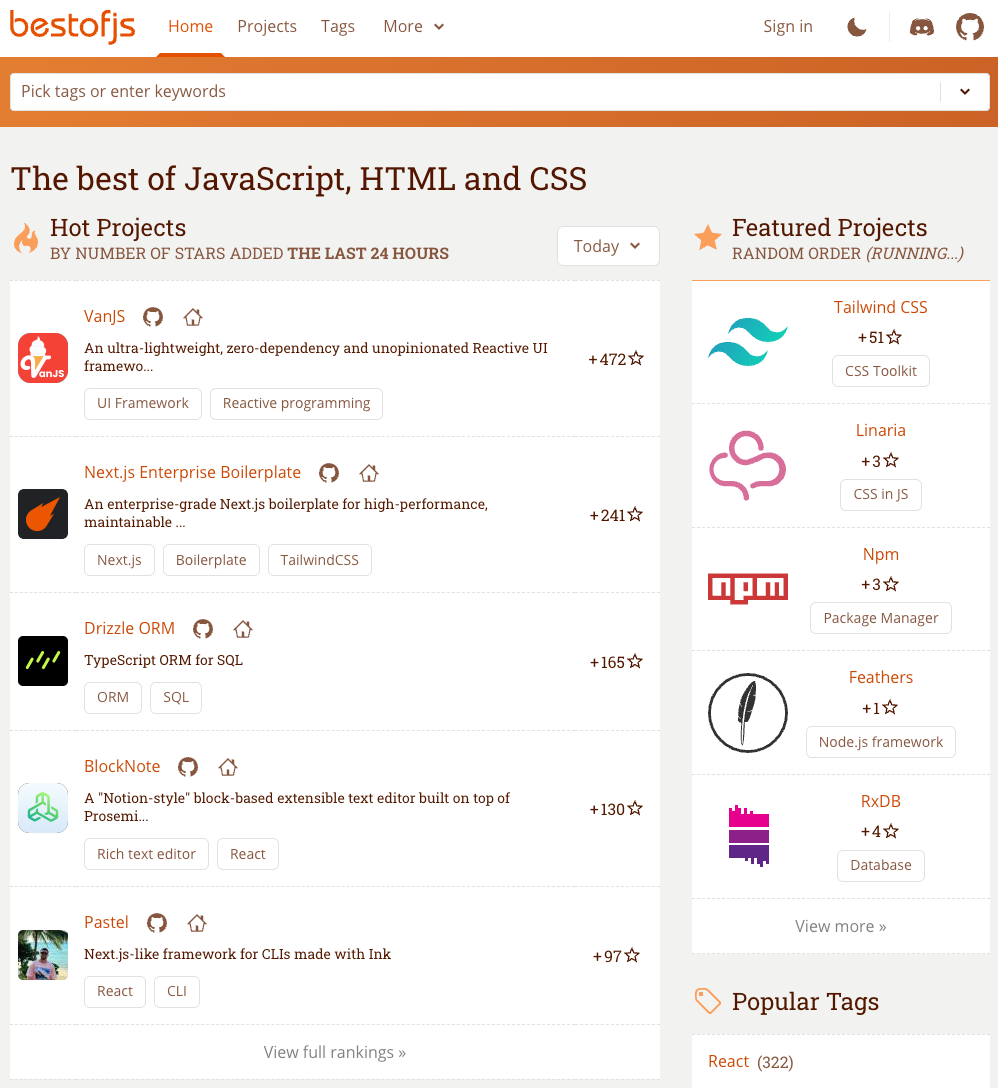 bestofjs
Home Projects Tags More Sign in
Pick tags or enter keywords
The best of JavaScript, HTML and CSS
Hot Projects
BY NUMBER OF STARS ADDED THE LAST 24 HOURS
Today
VanJS
VanJS
An ultra-lightweight, zero-dependency and unopinionated Reactive UI
framewo...
+472
UI Framework Reactive programming
Next.js Enterprise Boilerplate
An enterprise-grade Next.js boilerplate for high-performance,
maintainable ...
+241
Next.js Boilerplate TailwindCSS
Drizzle ORM
TypeScript ORM for SQL
+165
ORM SQL
BlockNote
A "Notion-style" block-based extensible text editor built on top of
Prosemi...
+130
Rich text editor React
Pastel
Next.js-like framework for CLIs made with Ink
+97
React CLI
View full rankings »
Featured Projects
RANDOM ORDER (RUNNING...)
Tailwind CSS
+51
CSS Toolkit
Linaria
+3
CSS in JS
npm
Npm
+3
Package Manager
Feathers
+1
Node.js framework
RxDB
+4
Database
View more »
Popular Tags
React (322)